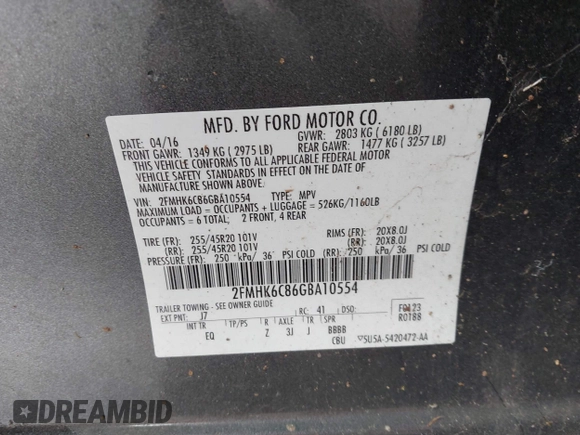 MFD. BY FORD MOTOR CO.
DATE: 04/16 GVWR: 2803 KG ( 6180 LB)
FRONT GAWR: 1349 KG ( 2975 LB) REAR GAWR: 1477 KG ( 3257 LB)
THIS VEHICLE CONFORMS TO ALL APPLICABLE FEDERAL MOTOR
VEHICLE SAFETY STANDARDS IN EFFECT ON THE DATE OF
MANUFACTURE SHOWN ABOVE.
VIN: 2FMHK6C86GBA10554 TYPE: MPV
MAXIMUM LOAD = OCCUPANTS + LUGGAGE = 526KG/1160LB
OCCUPANTS = 6 TOTAL: 2 FRONT, 4 REAR
TIRE (FR): 255/45R20 101V RIMS (FR): 20X8.0J
(RR): 255/45R20 101V (RR): 20X8.0J
PRESSURE (FR): 250 kPa/ 36 PSI COLD (RR): 250 kPa/ 36 PSI COLD
2FMHK6C86GBA10554
TRAILER TOWING - SEE OWNER GUIDE
EXT PNT: J7 RC: 41 DSO: F0123
R0188
INT TR TP/PS R AXLE TR SPR
EQ Z 3J J BBBB
CBU 5USA-5420472-AA
DREAMBID